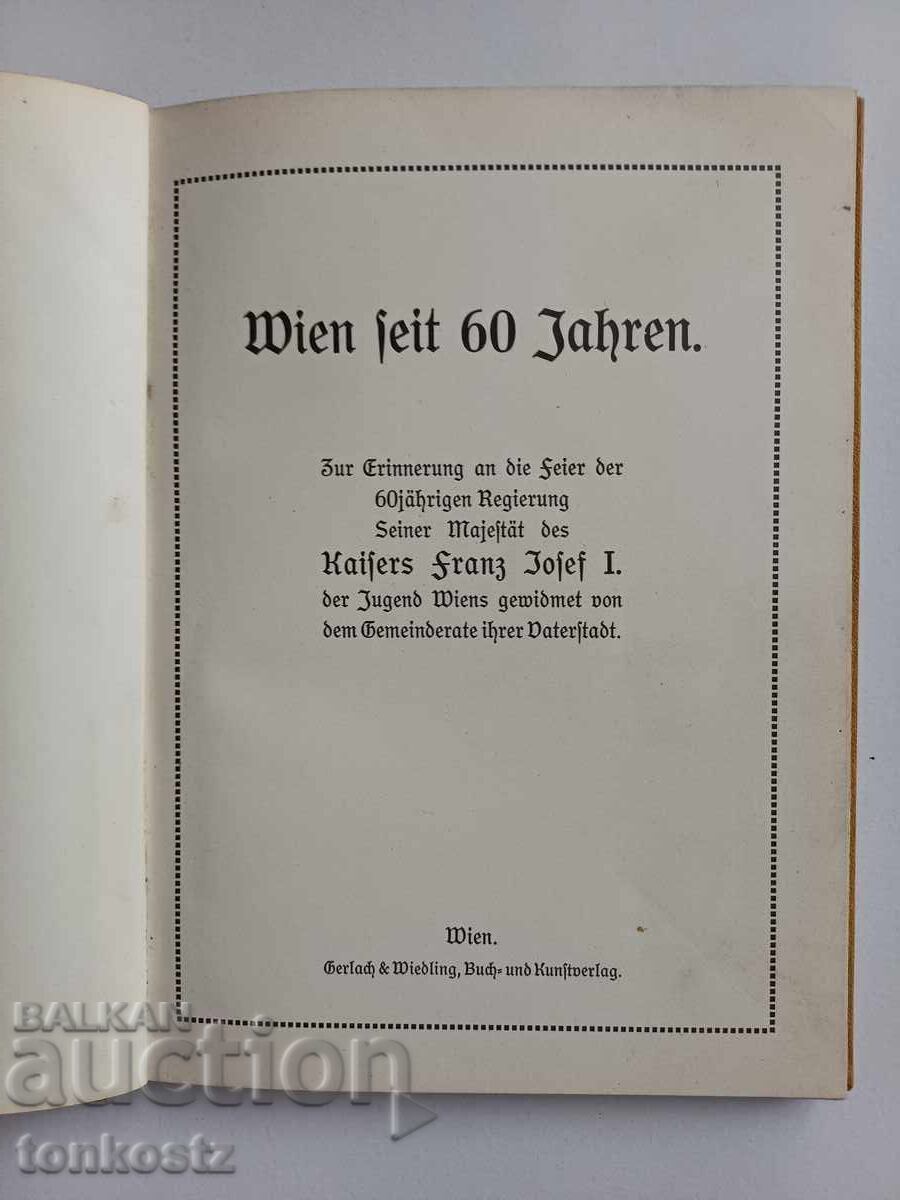 Wien ſeit 60 Jahren.
Zur Erinnerung an die Feier der
60jährigen Regierung
Seiner Majeſtät des
Kaiſers Franz Joſef I.
der Jugend Wiens gewidmet von
dem Gemeinderate ihrer Vaterſtadt.
Wien.
Gerlach & Wiedling, Buch- und Kunſtverlag.
BALKAN
auction
tonkostz